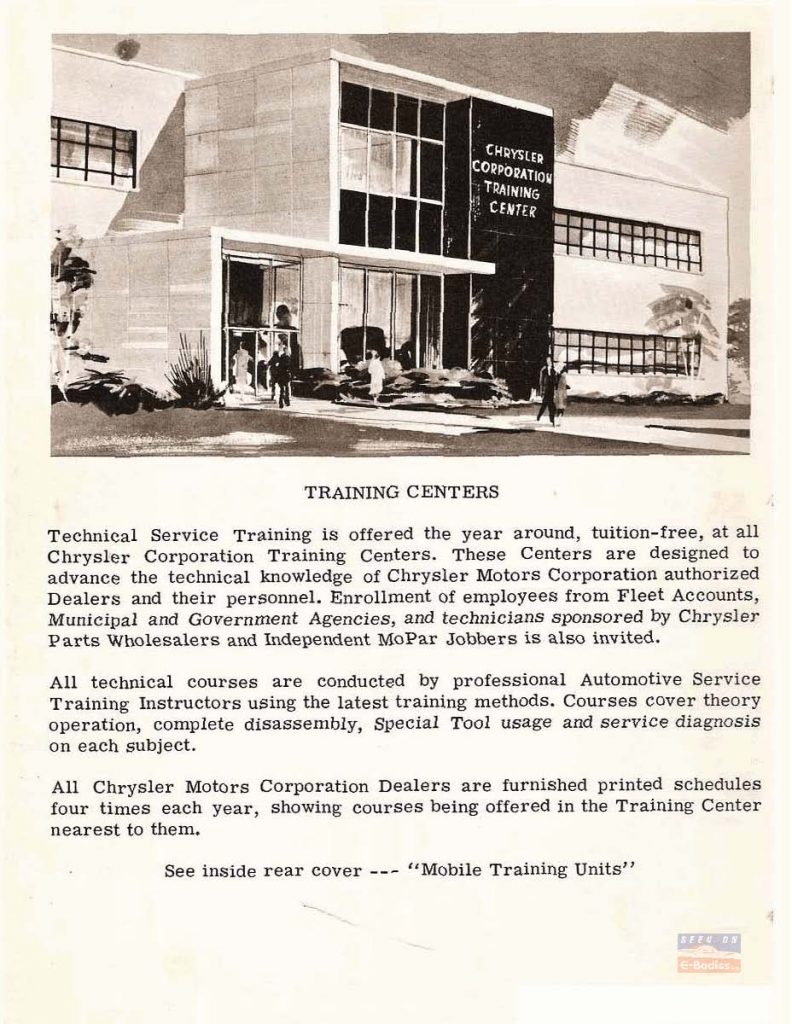 CHRYSLER
CORPORATION
TRAINING
CENTER
TRAINING CENTERS
Technical Service Training is offered the year around, tuition-free, at all
Chrysler Corporation Training Centers. These Centers are designed to
advance the technical knowledge of Chrysler Motors Corporation authorized
Dealers and their personnel. Enrollment of employees from Fleet Accounts,
Municipal and Government Agencies, and technicians sponsored by Chrysler
Parts Wholesalers and Independent MoPar Jobbers is also invited.
All technical courses are conducted by professional Automotive Service
Training Instructors using the latest training methods. Courses cover theory
operation, complete disassembly, Special Tool usage and service diagnosis
on each subject.
All Chrysler Motors Corporation Dealers are furnished printed schedules
four times each year, showing courses being offered in the Training Center
nearest to them.
See inside rear cover --- "Mobile Training Units"
SEEN ON
E-Bodies